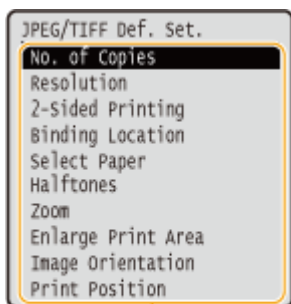 JPEG/TIFF Def. Set.
No. of Copies
Resolution
2-Sided Printing
Binding Location
Select Paper
Halftones
Zoom
Enlarge Print Area
Image Orientation
Print Position